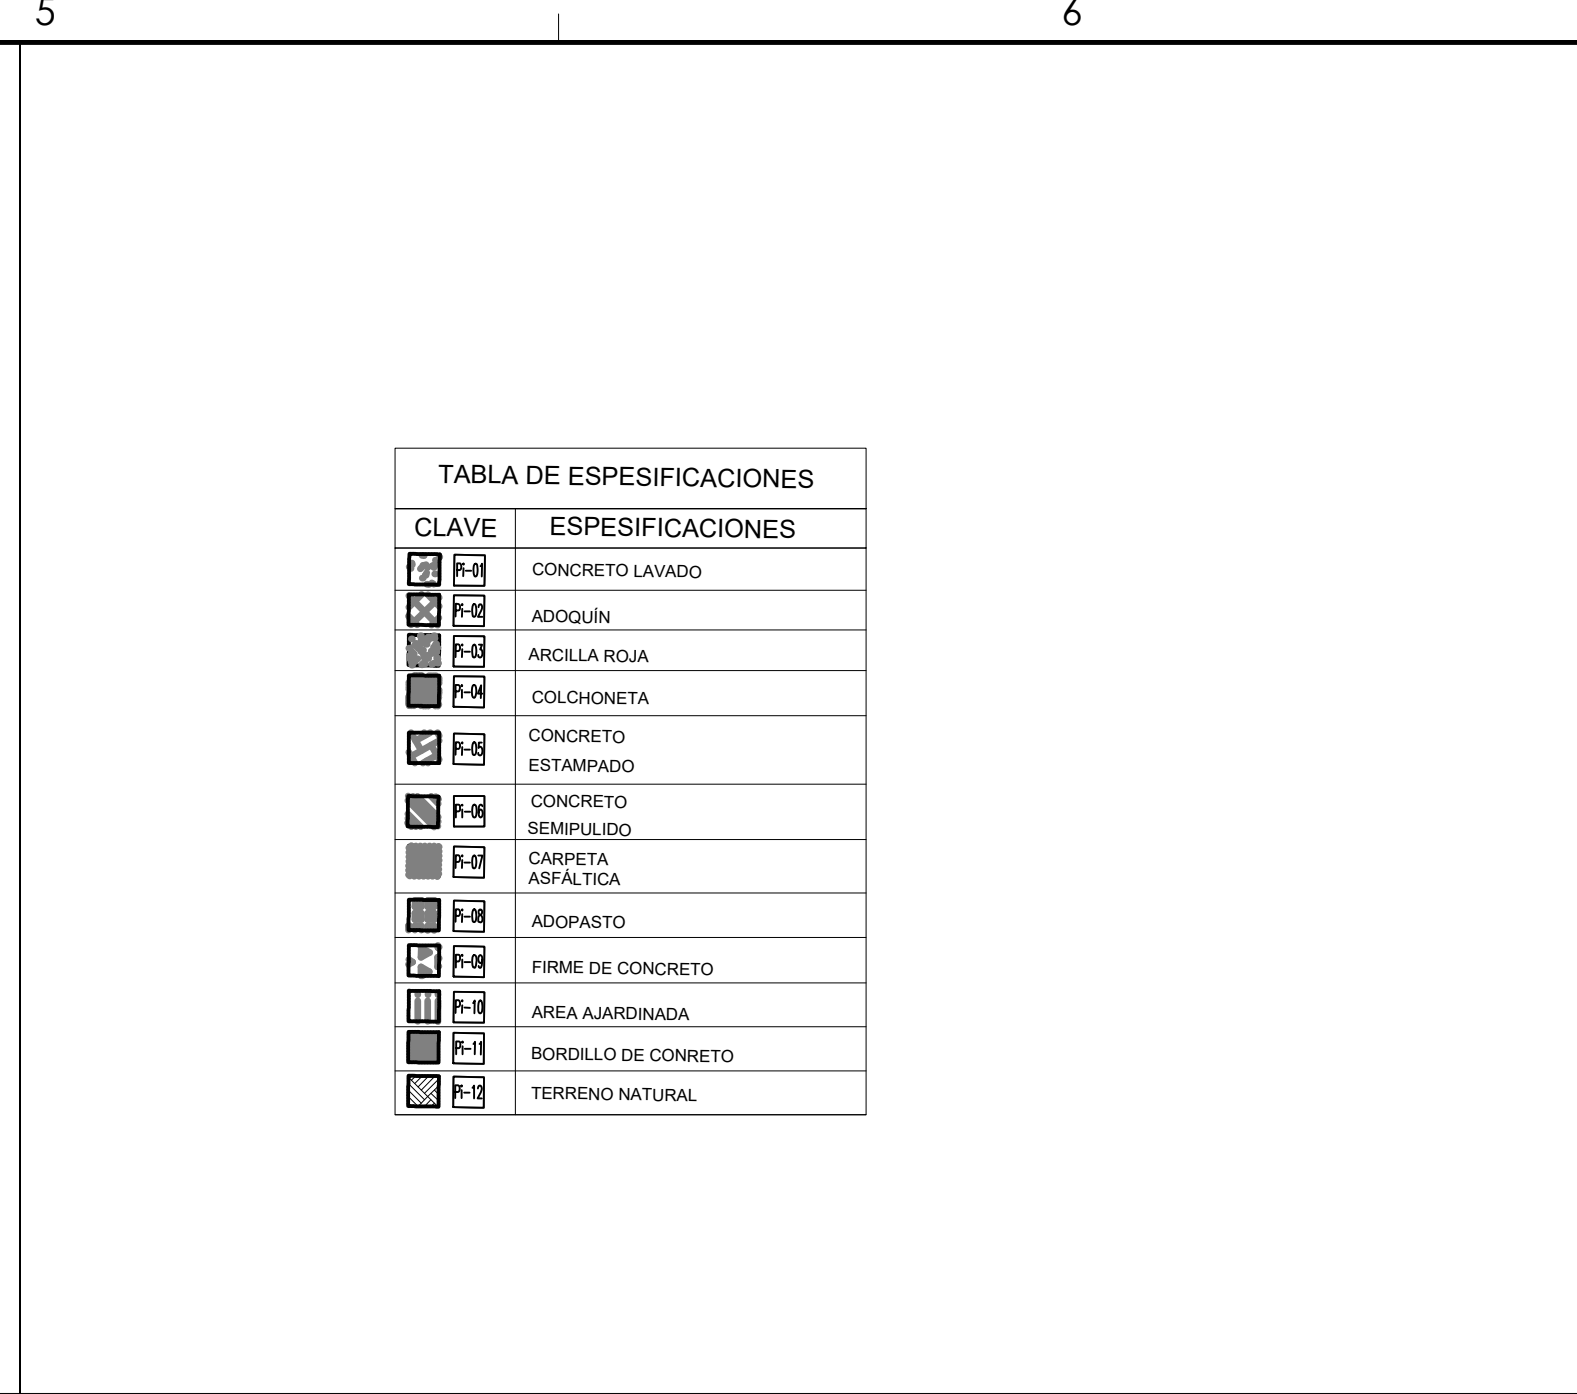 5 6
TABLA DE ESPESIFICACIONES
CLAVE ESPESIFICACIONES
Pi-01 CONCRETO LAVADO
Pi-02 ADOQUÍN
Pi-03 ARCILLA ROJA
Pi-04 COLCHONETA
Pi-05 CONCRETO
ESTAMPADO
Pi-06 CONCRETO
SEMIPULIDO
Pi-07 CARPETA
ASFÁLTICA
Pi-08 ADOPASTO
Pi-09 FIRME DE CONCRETO
Pi-10 AREA AJARDINADA
Pi-11 BORDILLO DE CONRETO
Pi-12 TERRENO NATURAL